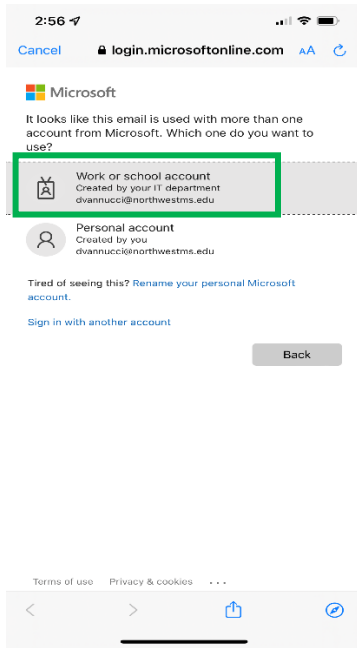 2:56
Cancel login.microsoftonline.com AA
Microsoft
It looks like this email is used with more than one
account from Microsoft. Which one do you want to
use?
Work or school account
Created by your IT department
dvannucci@northwestms.edu
Personal account
Created by you
dvannucci@northwestms.edu
Tired of seeing this? Rename your personal Microsoft
account.
Sign in with another account
Back
Terms of use Privacy & cookies ...